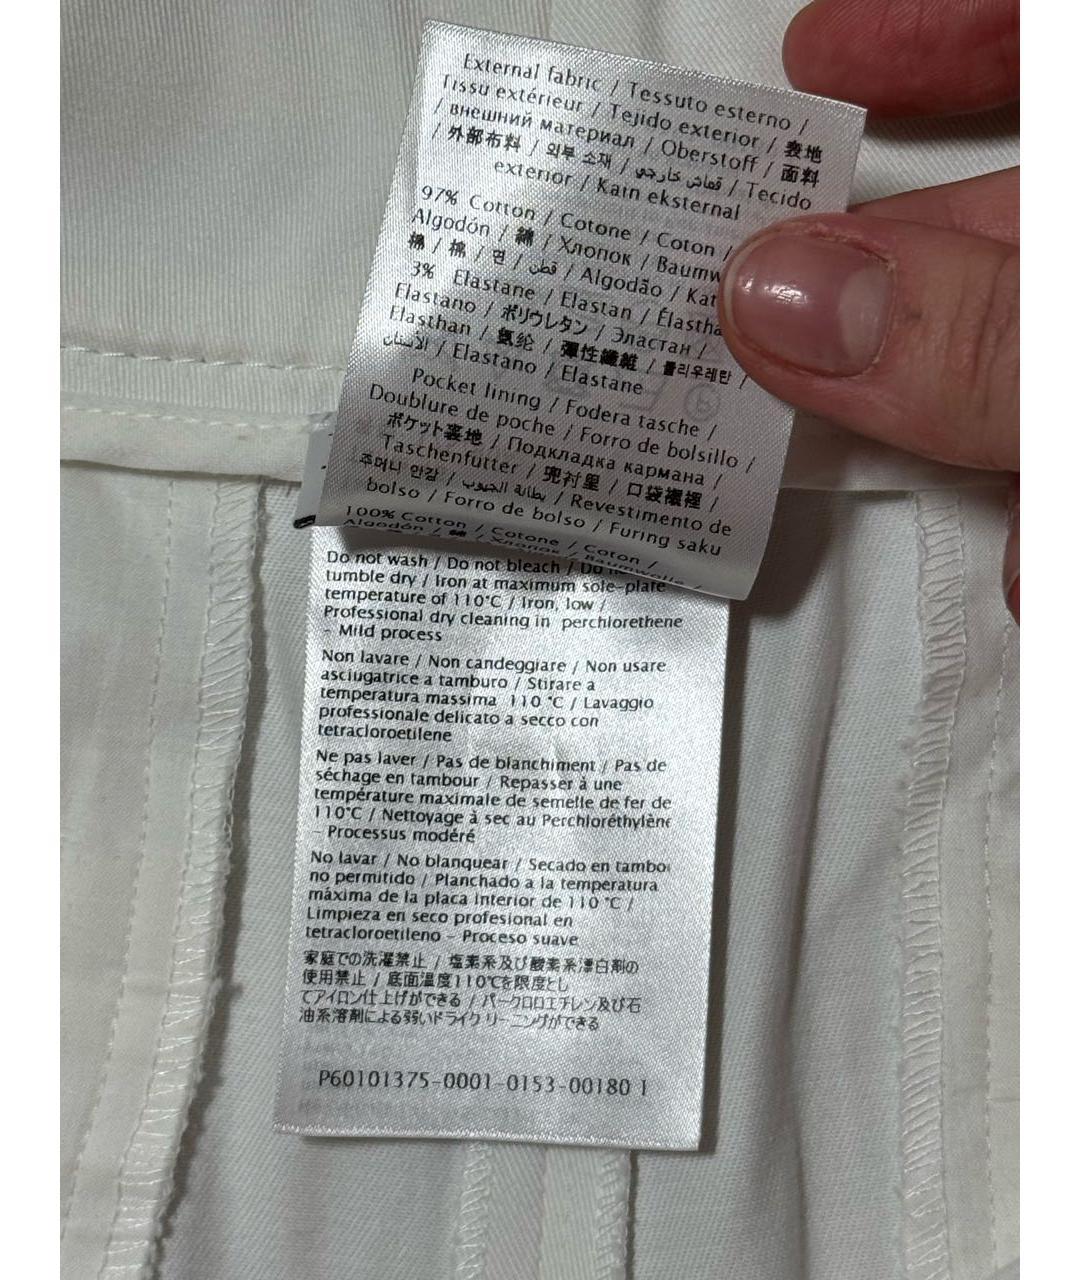 External fabric / Tessuto esterno /
Tissu extérieur / Tejido exterior / 表地
/ внешний материал / Oberstoff / 面料
/ 外部布料 / 외부 소재 / قماش خارجي / Tecido
exterior / Kain eksternal
97% Cotton / Cotone / Coton /
Algodón / 綿 / Хлопок / Baumw
棉 / 棉 / 면 / قطن / Algodão / Kat
3% Elastane / Elastan / Élastha
Elastano / ポリウレタン / Эластан /
Elasthan / 氨纶 / 彈性纖維 / 폴리우레탄 /
الأستان / Elastano / Elastane
Pocket lining / Fodera tasche /
Doublure de poche / Forro de bolsillo /
ポケット裏地 / Подкладка кармана /
Taschenfutter / 兜衬里 / 口袋襯裡 /
주머니 안감 / بطانة الجيوب / Revestimento de
bolso / Forro de bolso / Furing saku
100% Cotton / Cotone / Coton /
Algodón / 綿 / Хлопок / Baumwolle /
Do not wash / Do not bleach / Do
tumble dry / Iron at maximum sole-plate
temperature of 110°C / Iron, low /
Professional dry cleaning in perchlorethene
- Mild process
Non lavare / Non candeggiare / Non usare
asciugatrice a tamburo / Stirare a
temperatura massima 110 °C / Lavaggio
professionale delicato a secco con
tetracloroetilene
Ne pas laver / Pas de blanchiment / Pas de
séchage en tambour / Repasser à une
température maximale de semelle de fer de
110°C / Nettoyage à sec au Perchloréthylène
- Processus modéré
No lavar / No blanquear / Secado en tambo
no permitido / Planchado a la temperatura
máxima de la placa interior de 110 °C /
Limpieza en seco profesional en
tetracloroetileno - Proceso suave
家庭での洗濯禁止 / 塩素系及び酸素系漂白剤の
使用禁止 / 底面温度110℃を限度とし
てアイロン仕上げができる / パークロロエチレン及び石
油系溶剤による弱いドライクリーニングができる
P60101375-0001-0153-00180 1